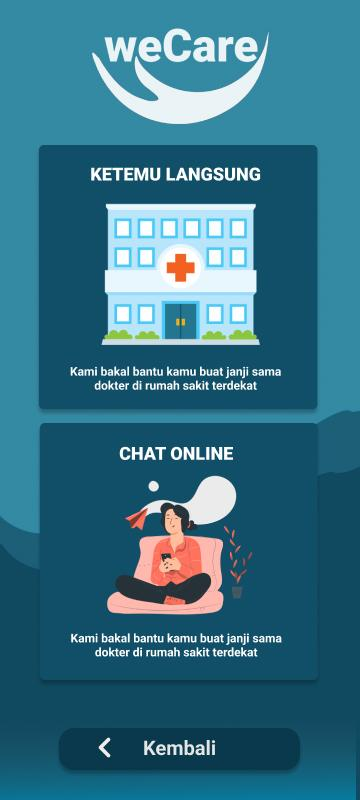 weCare
KETEMU LANGSUNG
Kami bakal bantu kamu buat janji sama
dokter di rumah sakit terdekat
CHAT ONLINE
Kami bakal bantu kamu buat janji sama
dokter di rumah sakit terdekat
Kembali